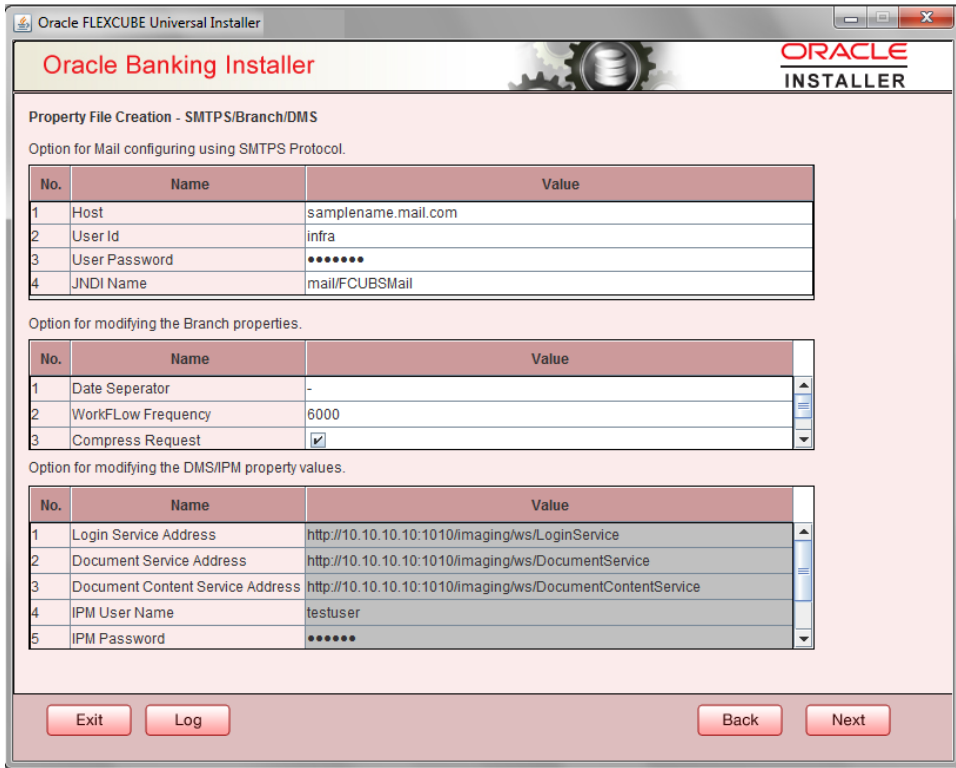 Oracle FLEXCUBE Universal Installer
Oracle Banking Installer
ORACLE
INSTALLER
Property File Creation - SMTPS/Branch/DMS
Option for Mail configuring using SMTPS Protocol.
No. Name Value
1 Host samplename.mail.com
2 User Id infra
3 User Password •••••••
4 JNDI Name mail/FCUBSMail
Option for modifying the Branch properties.
No. Name Value
1 Date Seperator -
2 WorkFLow Frequency 6000
3 Compress Request
Option for modifying the DMS/IPM property values.
No. Name Value
1 Login Service Address http://10.10.10.10:1010/imaging/ws/LoginService
2 Document Service Address http://10.10.10.10:1010/imaging/ws/DocumentService
3 Document Content Service Address http://10.10.10.10:1010/imaging/ws/DocumentContentService
4 IPM User Name testuser
5 IPM Password ••••••
Exit Log Back Next